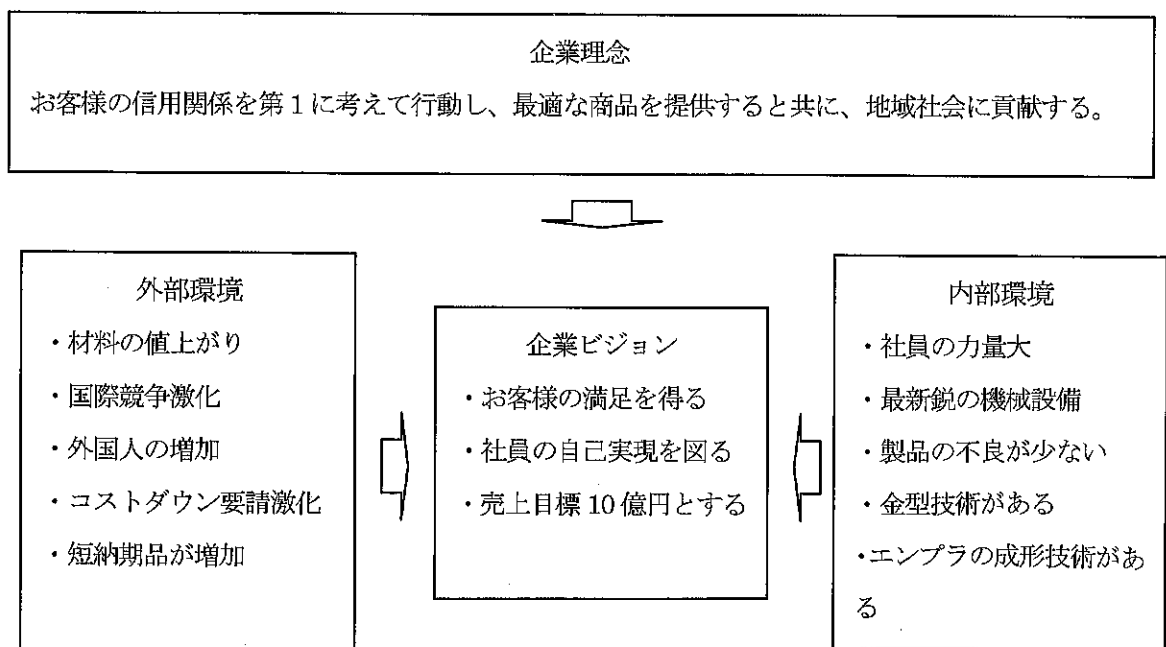 企業理念
お客様の信用関係を第1に考えて行動し、最適な商品を提供すると共に、地域社会に貢献する。
外部環境
・材料の値上がり
・国際競争激化
・外国人の増加
・コストダウン要請激化
・短納期品が増加
企業ビジョン
・お客様の満足を得る
・社員の自己実現を図る
・売上目標10億円とする
内部環境
・社員の力量大
・最新鋭の機械設備
・製品の不良が少ない
・金型技術がある
・エンプラの成形技術があ
る